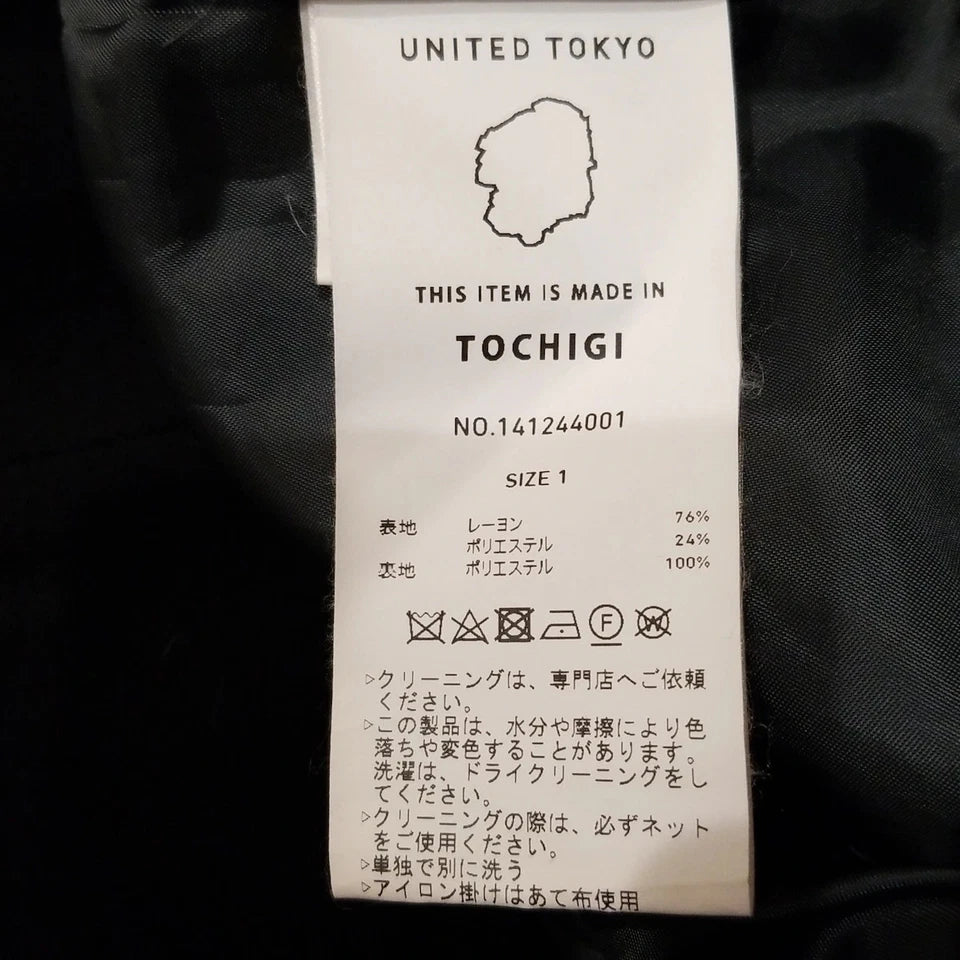 UNITED TOKYO
THIS ITEM IS MADE IN
TOCHIGI
NO.141244001
SIZE 1
表地 レーヨン 76%
ポリエステル 24%
裏地 ポリエステル 100%
F W
▷クリーニングは、専門店へご依頼
ください。
▷この製品は、水分や摩擦により色
落ちや変色することがあります。
洗濯は、ドライクリーニングをし
てください。
▷クリーニングの際は、必ずネット
をご使用ください。
▷単独で別に洗う
▷アイロン掛けはあて布使用